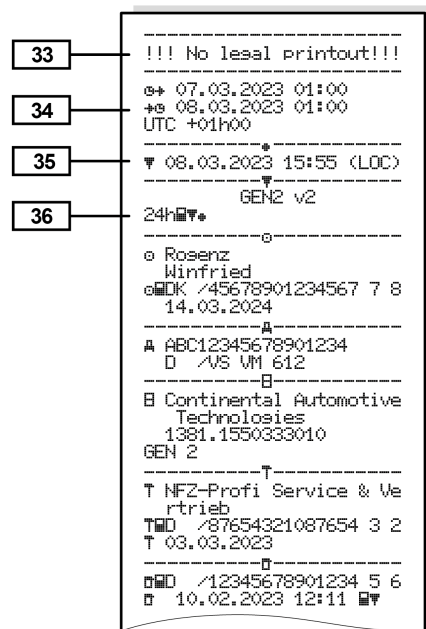 33
!!! No legal printout!!!
34
07.03.2023 01:00
08.03.2023 01:00
UTC +01h00
35
08.03.2023 15:55 (LOC)
GEN2 v2
36
24h
Rogenz
Winfried
DK /45678901234567 7 8
14.03.2024
ABC12345678901234
D /VS VM 612
Continental Automotive
Technologies
1381.1550333010
GEN 2
NFZ-Profi Service & Ve
rtrieb
D /87654321087654 3 2
03.03.2023
D /12345678901234 5 6
10.02.2023 12:11